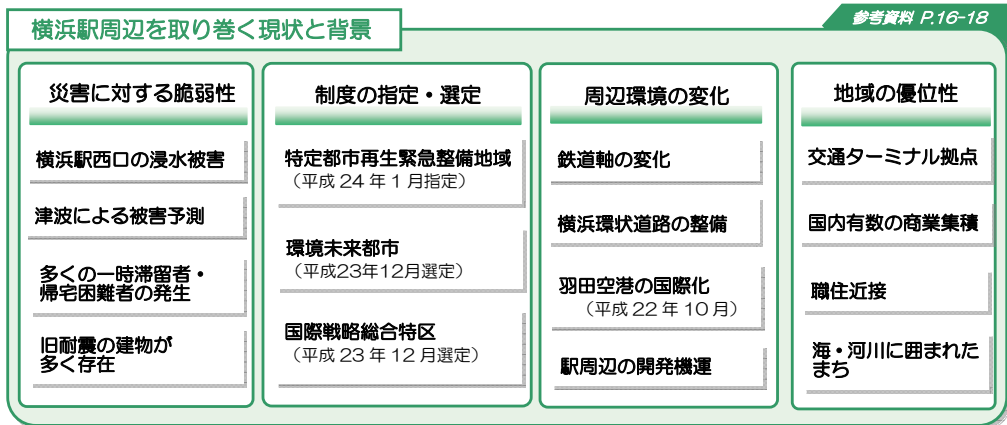 横浜駅周辺を取り巻く現状と背景
参考資料 P.16-18
災害に対する脆弱性
横浜駅西口の浸水被害
津波による被害予測
多くの一時滞留者・
帰宅困難者の発生
旧耐震の建物が
多く存在
制度の指定・選定
特定都市再生緊急整備地域
（平成 24 年 1 月指定）
環境未来都市
（平成23年12月選定）
国際戦略総合特区
（平成 23 年 12 月選定）
周辺環境の変化
鉄道軸の変化
横浜環状道路の整備
羽田空港の国際化
（平成 22 年 10 月）
駅周辺の開発機運
地域の優位性
交通ターミナル拠点
国内有数の商業集積
職住近接
海・河川に囲まれた
まち